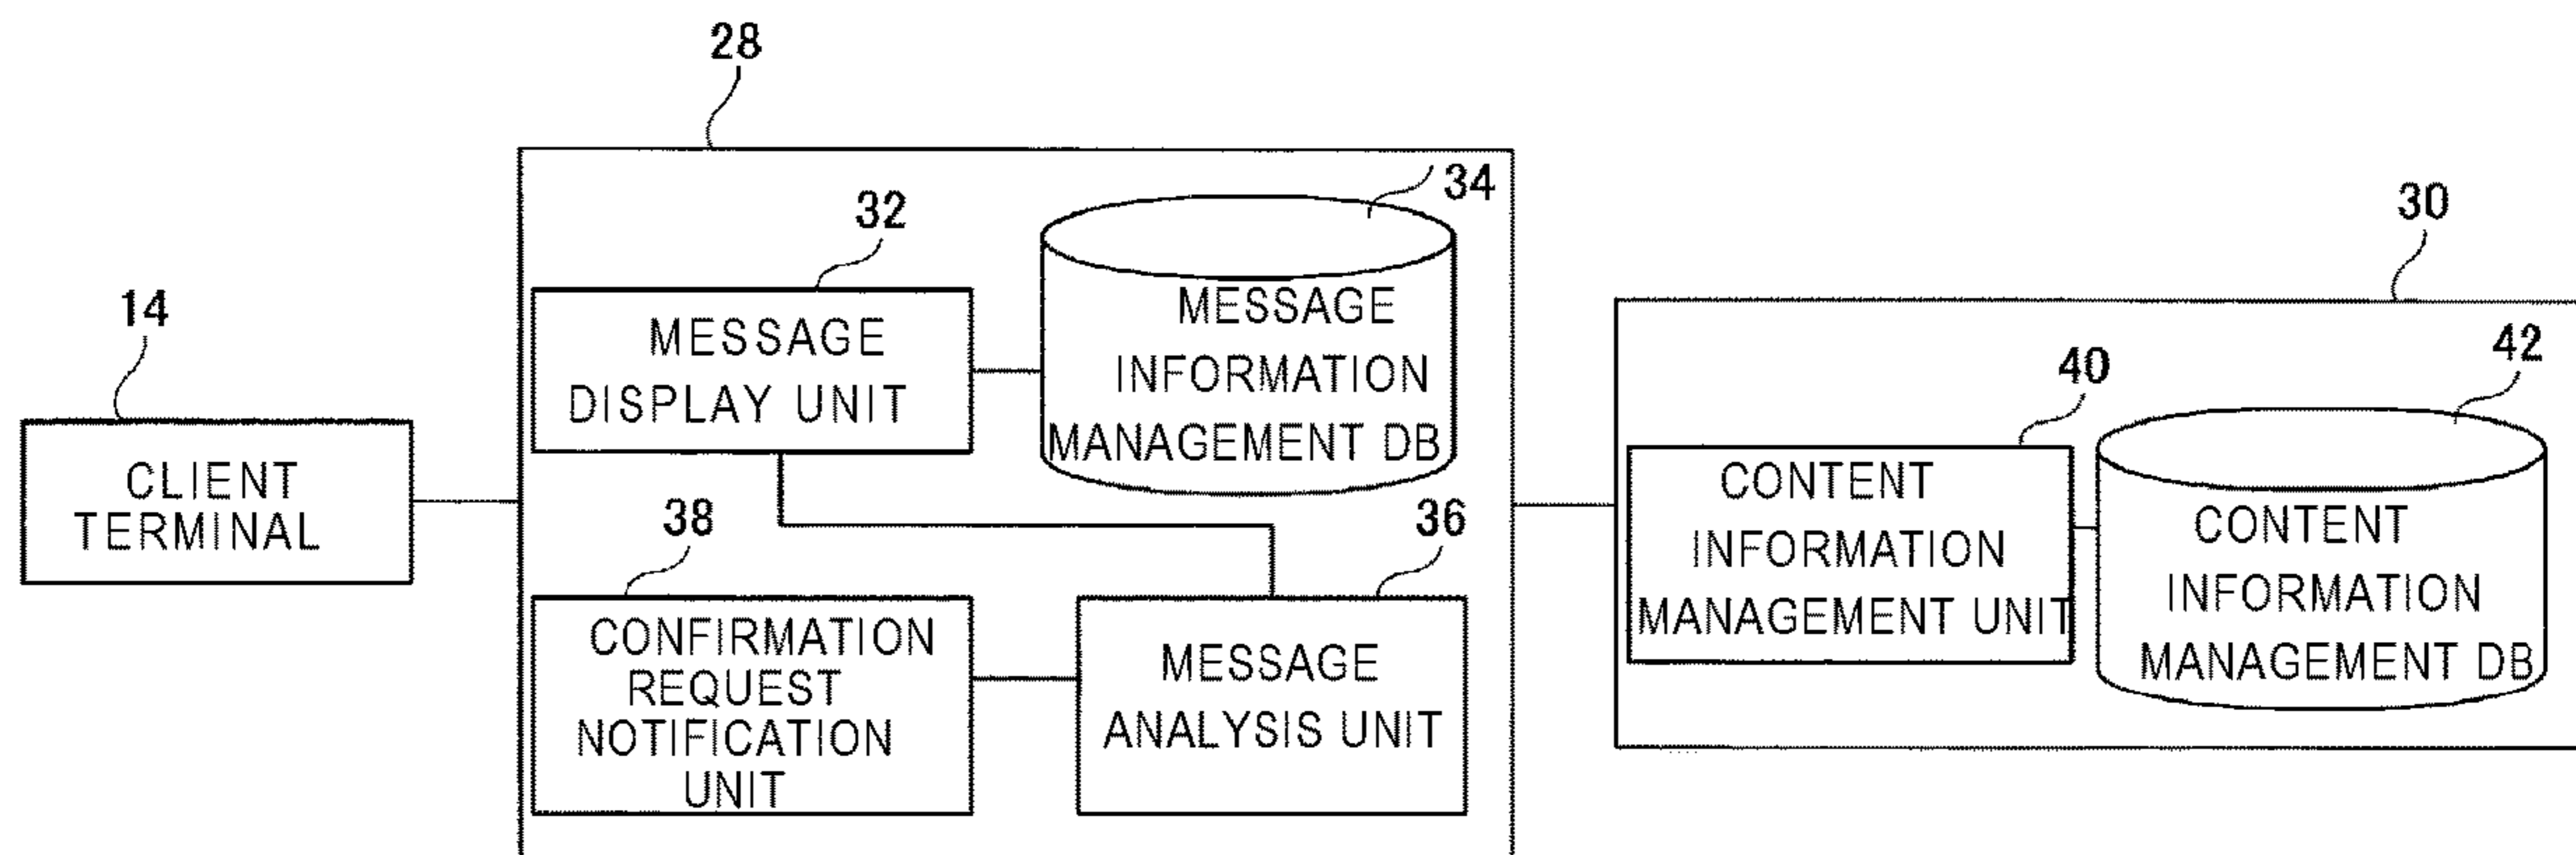 28
34
32
30
MESSAGE
INFORMATION
MANAGEMENT DB
14
MESSAGE
DISPLAY UNIT
42
40
CLIENT
TERMINAL
38
36
CONTENT
INFORMATION
MANAGEMENT UNIT
CONTENT
INFORMATION
MANAGEMENT DB
CONFIRMATION
REQUEST
NOTIFICATION
UNIT
MESSAGE
ANALYSIS UNIT